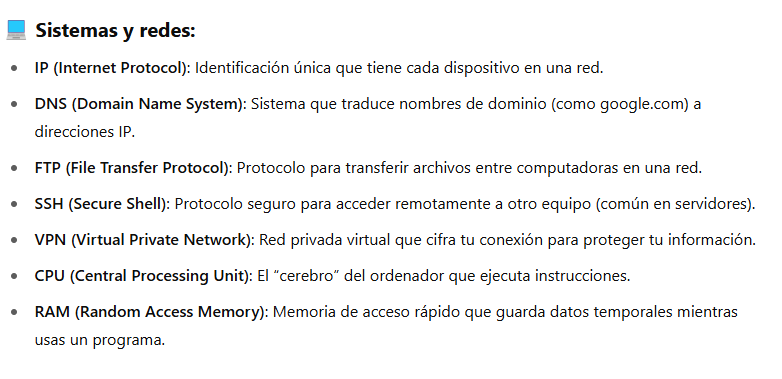 💻 Sistemas y redes:
• IP (Internet Protocol): Identificación única que tiene cada dispositivo en una red.
• DNS (Domain Name System): Sistema que traduce nombres de dominio (como google.com) a
direcciones IP.
• FTP (File Transfer Protocol): Protocolo para transferir archivos entre computadoras en una red.
• SSH (Secure Shell): Protocolo seguro para acceder remotamente a otro equipo (común en servidores).
• VPN (Virtual Private Network): Red privada virtual que cifra tu conexión para proteger tu información.
• CPU (Central Processing Unit): El “cerebro” del ordenador que ejecuta instrucciones.
• RAM (Random Access Memory): Memoria de acceso rápido que guarda datos temporales mientras
usas un programa.